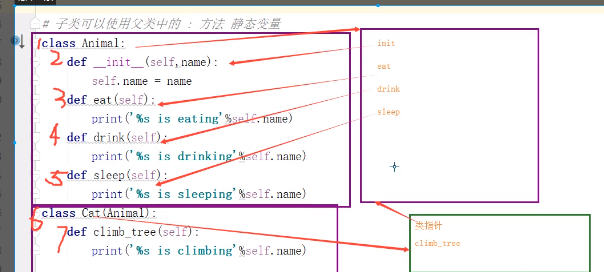 # 子类可以使用父类中的 : 方法 静态变量
1 class Animal:
2 def __init__(self,name):
self.name = name
3 def eat(self):
print('%s is eating'%self.name)
4 def drink(self):
print('%s is drinking'%self.name)
5 def sleep(self):
print('%s is sleeping'%self.name)
6 class Cat(Animal):
7 def climb_tree(self):
print('%s is climbing'%self.name)
init
eat
drink
sleep
类指针
climb_tree